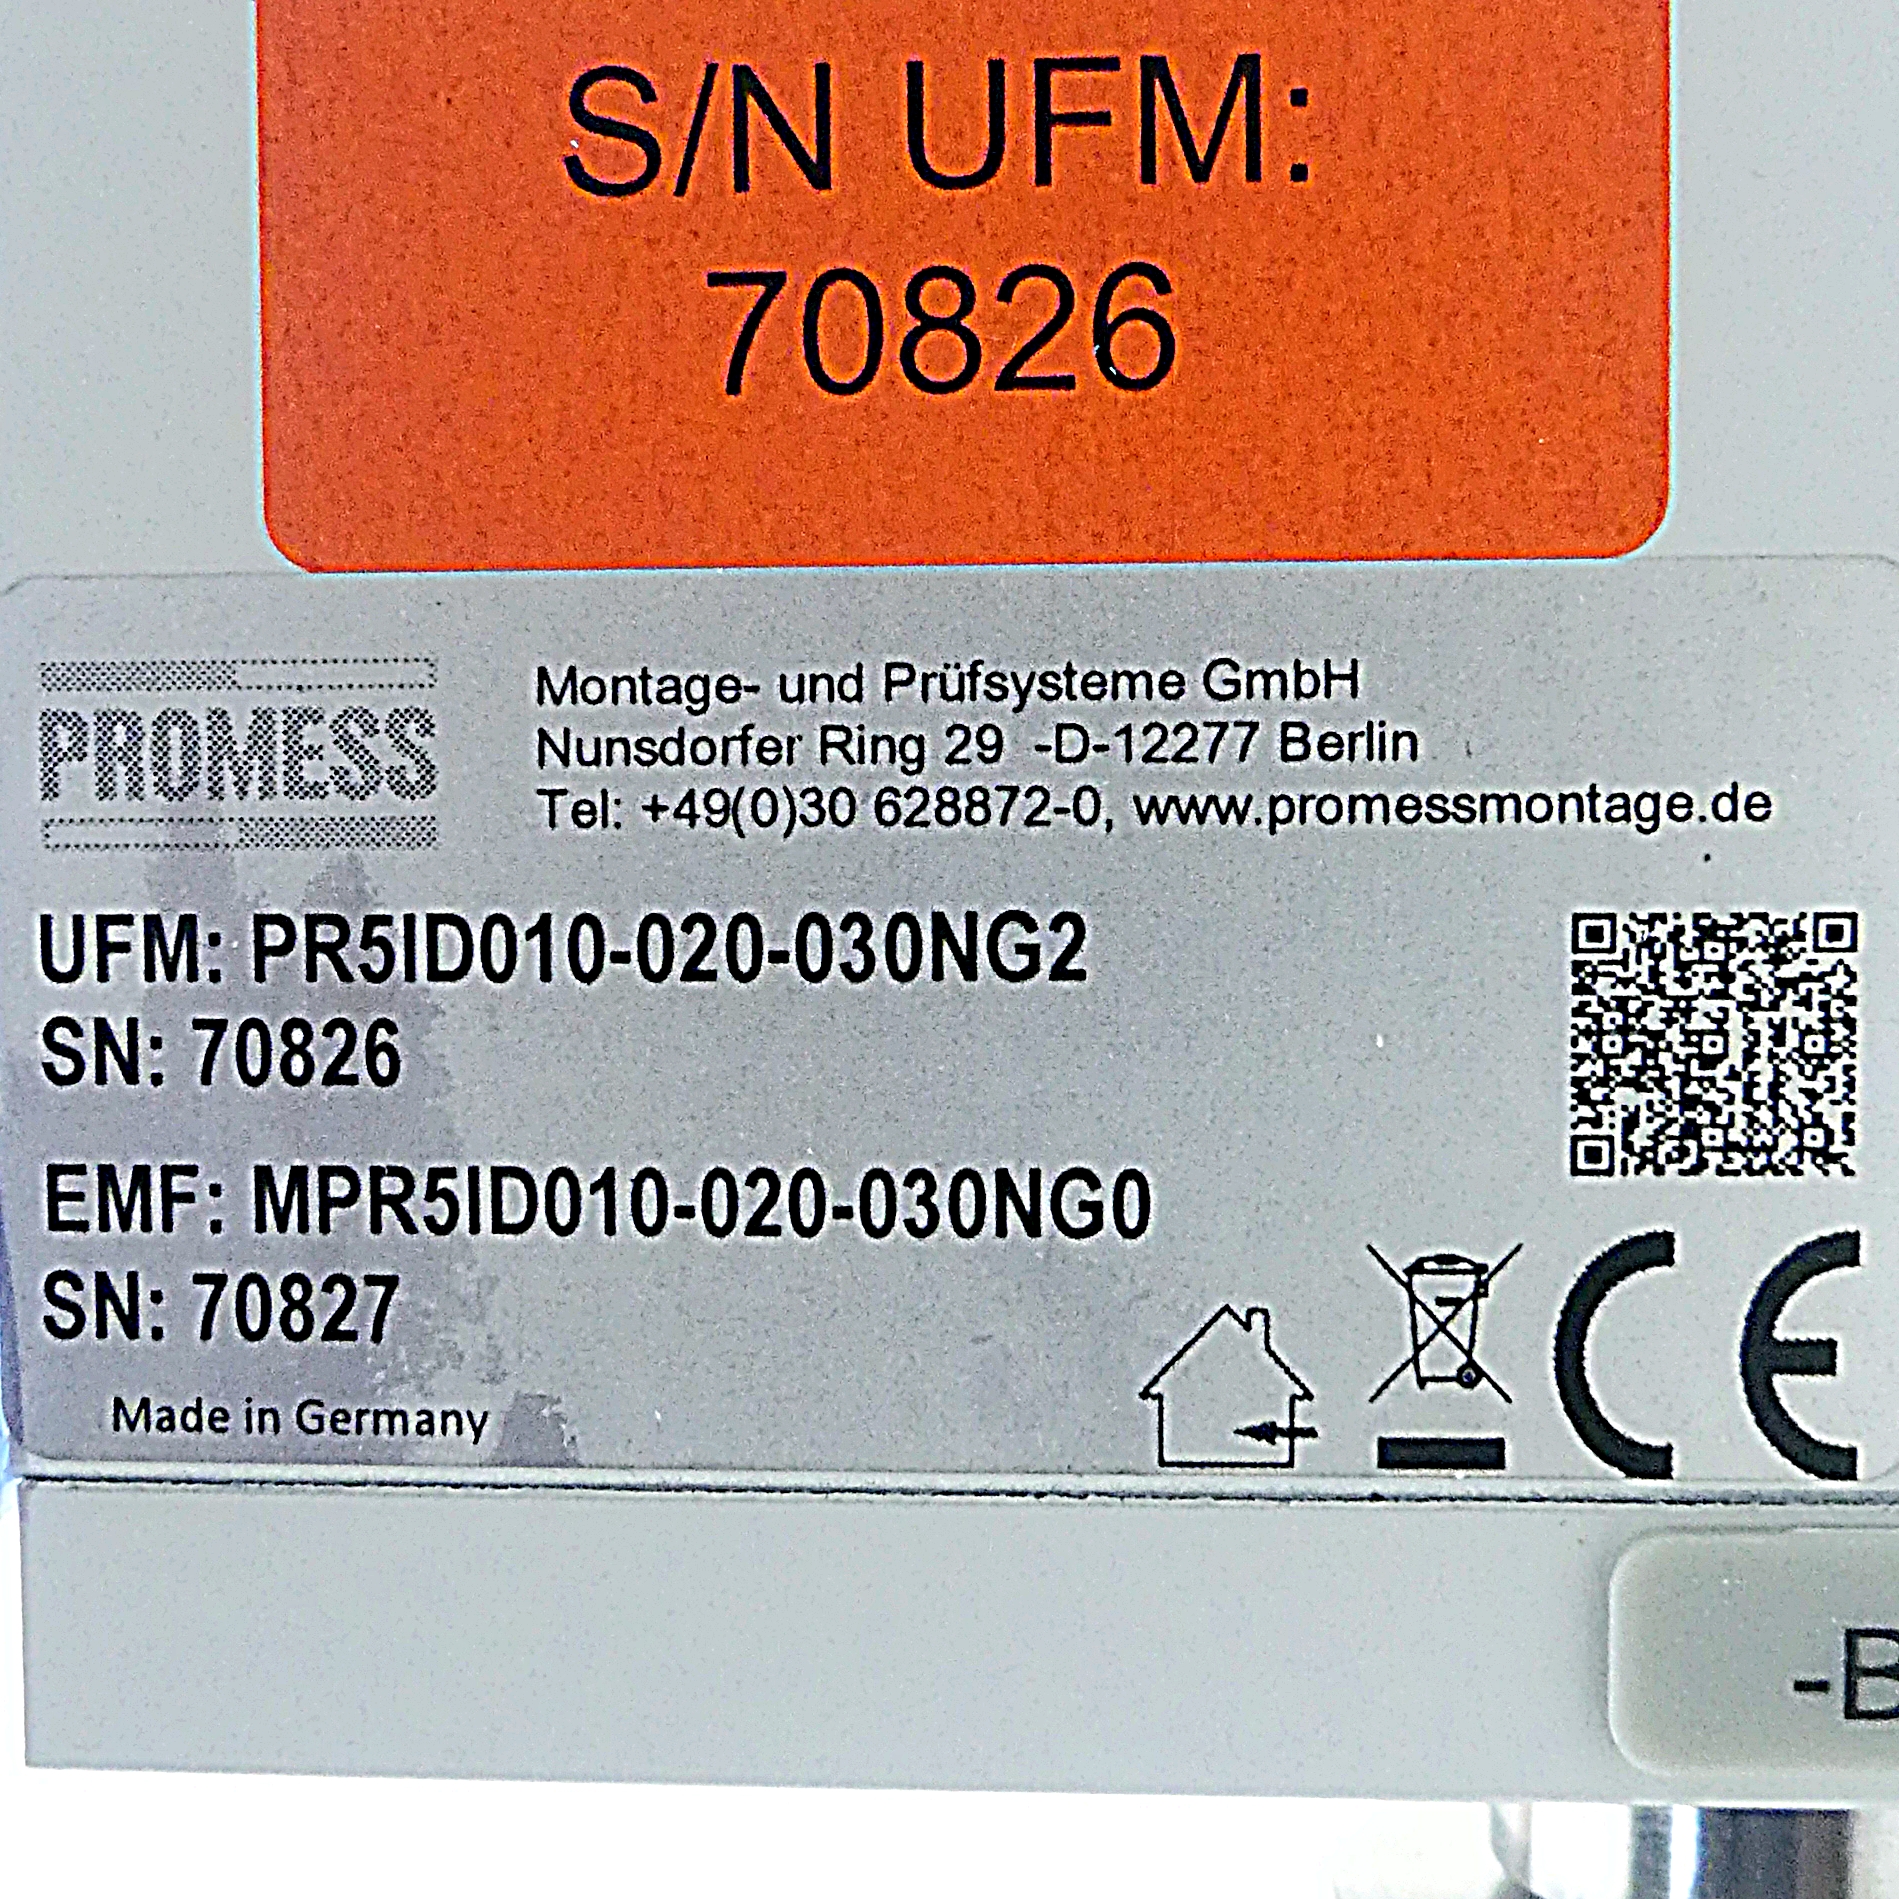 S/N UFM:
70826
PROMESS
Montage- und Prüfsysteme GmbH
Nunsdorfer Ring 29 -D-12277 Berlin
Tel: +49(0)30 628872-0, www.promessmontage.de
UFM: PR5ID010-020-030NG2
SN: 70826
EMF: MPR5ID010-020-030NG0
SN: 70827
Made in Germany
CE
-B